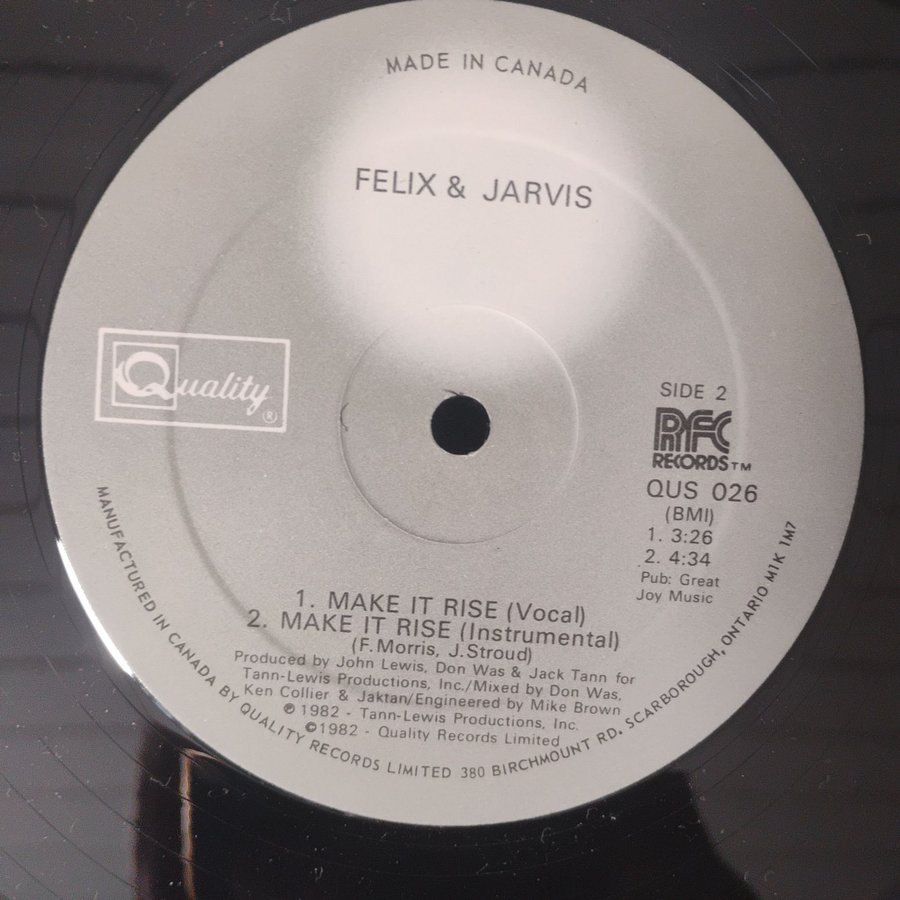 MADE IN CANADA
FELIX & JARVIS
Quality®
SIDE 2
RFC
RECORDS™
QUS 026
(BMI)
1. 3:26
2. 4:34
Pub: Great
Joy Music
1. MAKE IT RISE (Vocal)
2. MAKE IT RISE (Instrumental)
(F.Morris, J.Stroud)
Produced by John Lewis, Don Was & Jack Tann for
Tann-Lewis Productions, Inc./Mixed by Don Was,
Ken Collier & Jaktan/Engineered by Mike Brown
℗ 1982 - Tann-Lewis Productions, Inc.
©1982 - Quality Records Limited
MANUFACTURED IN CANADA BY QUALITY RECORDS LIMITED 380 BIRCHMOUNT RD. SCARBOROUGH, ONTARIO M1K 1M7